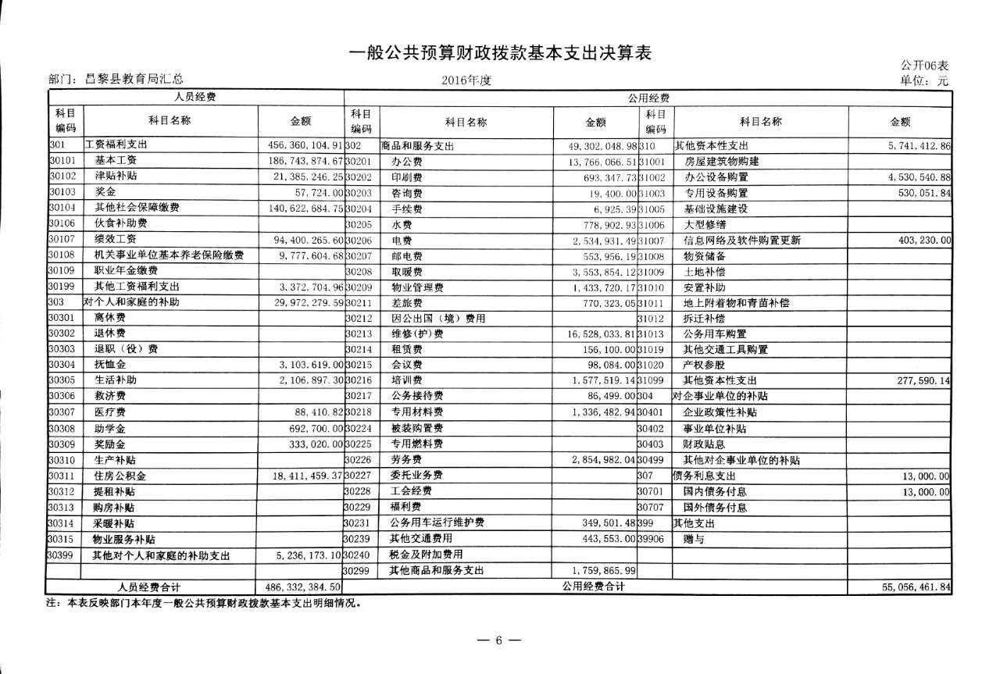 一般公共预算财政拨款基本支出决算表
公开06表
部门：昌黎县教育局汇总 2016年度 单位：元
人员经费 公用经费
科目编码 科目名称 金额 科目编码 科目名称 金额 科目编码 科目名称 金额
301 工资福利支出 456,360,104.91 302 商品和服务支出 49,302,048.98 310 其他资本性支出 5,741,412.86
30101 基本工资 186,743,874.67 30201 办公费 13,766,066.51 31001 房屋建筑物购建
30102 津贴补贴 21,385,246.25 30202 印刷费 693,347.73 31002 办公设备购置 4,530,540.88
30103 奖金 57,724.00 30203 咨询费 19,400.00 31003 专用设备购置 530,051.84
30104 其他社会保障缴费 140,622,684.75 30204 手续费 6,925.39 31005 基础设施建设
30106 伙食补助费 30205 水费 778,902.93 31006 大型修缮
30107 绩效工资 94,400,265.60 30206 电费 2,534,931.49 31007 信息网络及软件购置更新 403,230.00
30108 机关事业单位基本养老保险缴费 9,777,604.68 30207 邮电费 553,956.19 31008 物资储备
30109 职业年金缴费 30208 取暖费 3,553,854.12 31009 土地补偿
30199 其他工资福利支出 3,372,704.96 30209 物业管理费 1,433,720.17 31010 安置补助
303 对个人和家庭的补助 29,972,279.59 30211 差旅费 770,323.05 31011 地上附着物和青苗补偿
30301 离休费 30212 因公出国（境）费用 31012 拆迁补偿
30302 退休费 30213 维修(护)费 16,528,033.81 31013 公务用车购置
30303 退职（役）费 30214 租赁费 156,100.00 31019 其他交通工具购置
30304 抚恤金 3,103,619.00 30215 会议费 98,084.00 31020 产权参股
30305 生活补助 2,106,897.30 30216 培训费 1,577,519.14 31099 其他资本性支出 277,590.14
30306 救济费 30217 公务接待费 86,499.00 304 对企事业单位的补贴
30307 医疗费 88,410.82 30218 专用材料费 1,336,482.94 30401 企业政策性补贴
30308 助学金 692,700.00 30224 被装购置费 30402 事业单位补贴
30309 奖励金 333,020.00 30225 专用燃料费 30403 财政贴息
30310 生产补贴 30226 劳务费 2,854,982.04 30499 其他对企事业单位的补贴
30311 住房公积金 18,411,459.37 30227 委托业务费 307 债务利息支出 13,000.00
30312 提租补贴 30228 工会经费 30701 国内债务付息 13,000.00
30313 购房补贴 30229 福利费 30707 国外债务付息
30314 采暖补贴 30231 公务用车运行维护费 349,501.48 399 其他支出
30315 物业服务补贴 30239 其他交通费用 443,553.00 39906 赠与
30399 其他对个人和家庭的补助支出 5,236,173.10 30240 税金及附加费用
30299 其他商品和服务支出 1,759,865.99
人员经费合计 486,332,384.50 公用经费合计 55,056,461.84
注：本表反映部门本年度一般公共预算财政拨款基本支出明细情况。
— 6 —